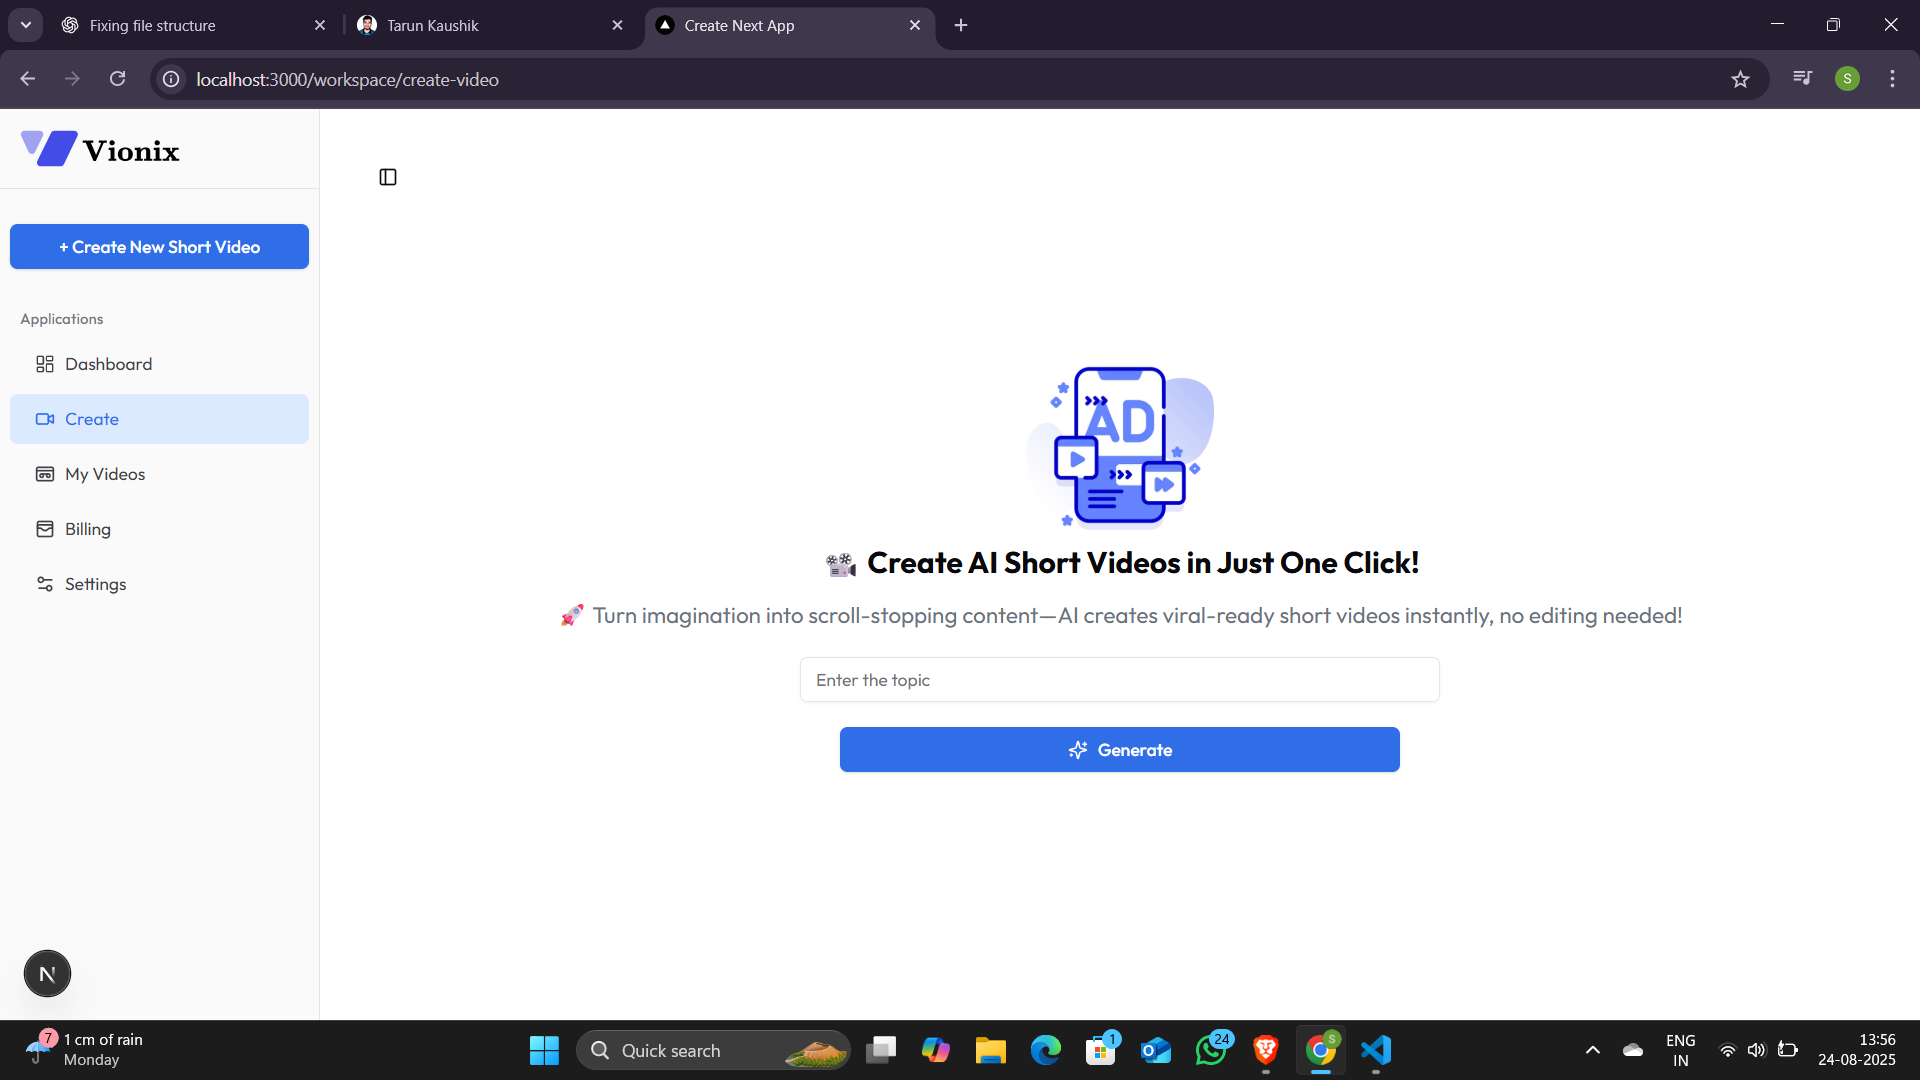 Fixing file structure
Tarun Kaushik
Create Next App
localhost:3000/workspace/create-video
S
Vionix
+ Create New Short Video
Applications
Dashboard
Create
My Videos
Billing
Settings
AD
📽️ Create AI Short Videos in Just One Click!
🚀 Turn imagination into scroll-stopping content—AI creates viral-ready short videos instantly, no editing needed!
Enter the topic
Generate
N
7
1 cm of rain
Monday
Quick search
1
24
S
ENG
IN
13:56
24-08-2025